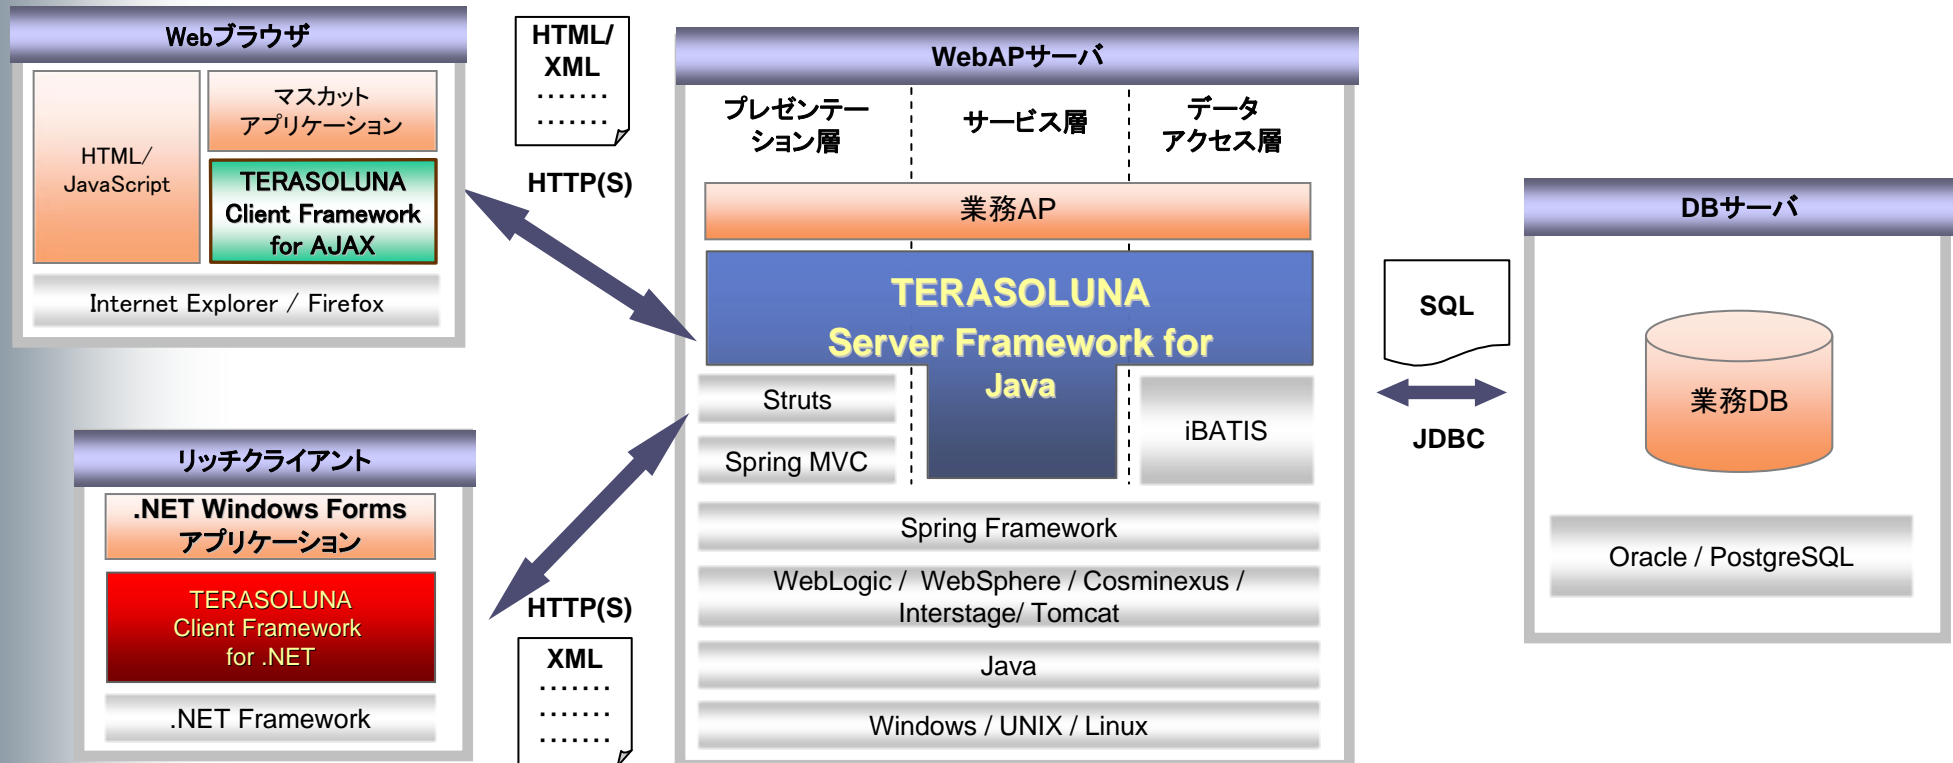 Webブラウザ
HTML/
JavaScript
マスカット
アプリケーション
TERASOLUNA
Client Framework
for AJAX
Internet Explorer / Firefox
HTML/
XML
.......
.......
HTTP(S)
リッチクライアント
.NET Windows Forms
アプリケーション
TERASOLUNA
Client Framework
for .NET
.NET Framework
HTTP(S)
XML
.......
.......
.......
WebAPサーバ
プレゼンテー
ション層
サービス層
データ
アクセス層
業務AP
TERASOLUNA
Server Framework for
Java
Struts
Spring MVC
iBATIS
Spring Framework
WebLogic / WebSphere / Cosminexus /
Interstage/ Tomcat
Java
Windows / UNIX / Linux
SQL
JDBC
DBサーバ
業務DB
Oracle / PostgreSQL